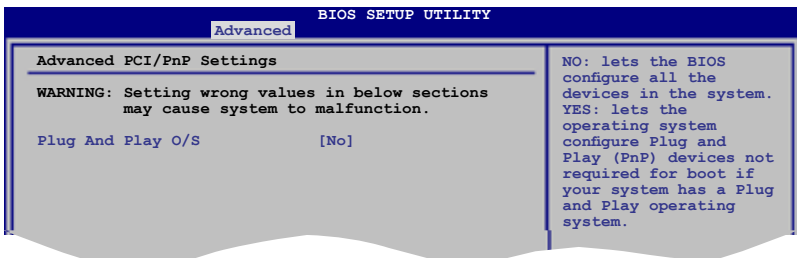 BIOS SETUP UTILITY
Advanced
Advanced PCI/PnP Settings
WARNING: Setting wrong values in below sections
may cause system to malfunction.
Plug And Play O/S [No]
NO: lets the BIOS
configure all the
devices in the system.
YES: lets the
operating system
configure Plug and
Play (PnP) devices not
required for boot if
your system has a Plug
and Play operating
system.